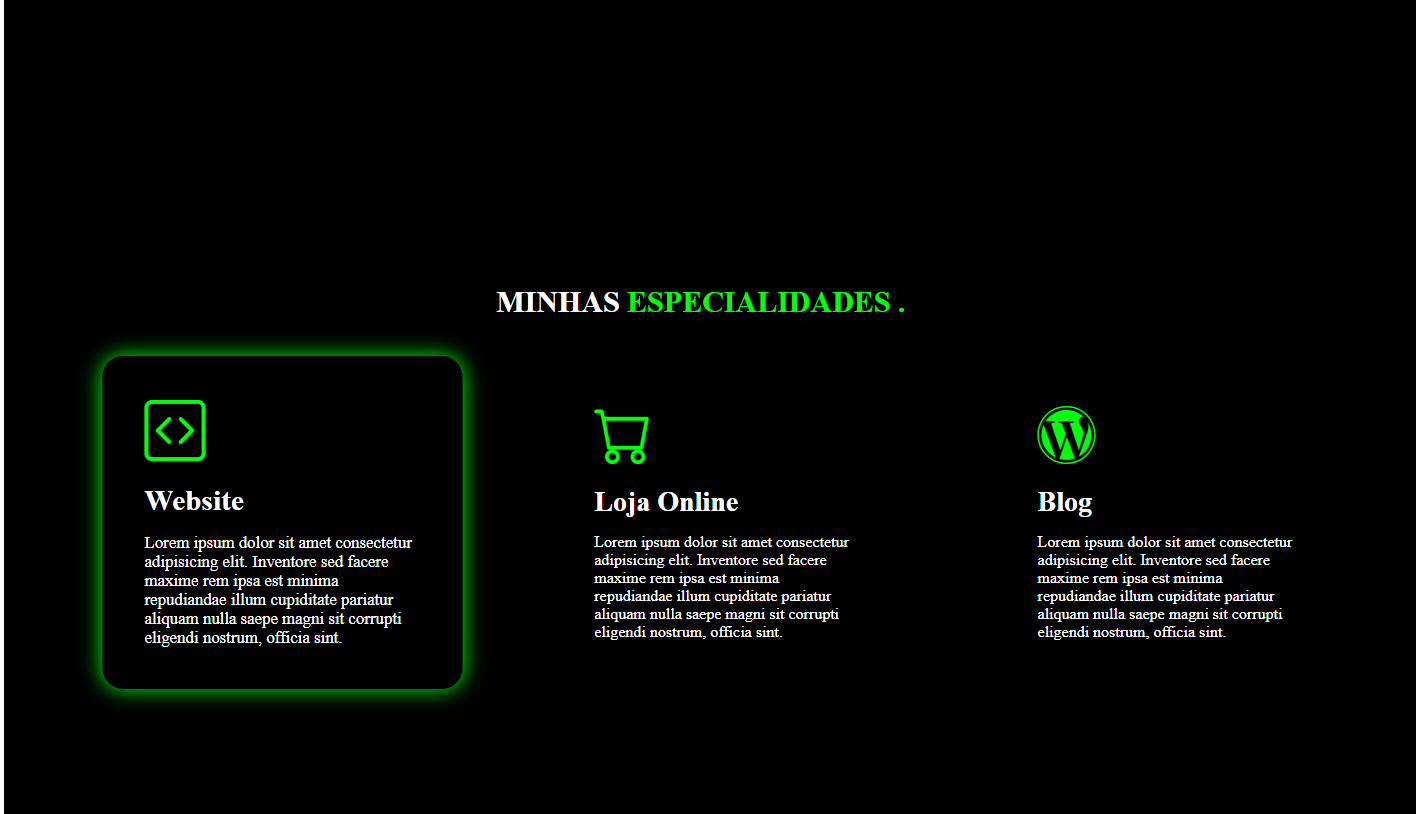 MINHAS ESPECIALIDADES .
Website
Lorem ipsum dolor sit amet consectetur
adipisicing elit. Inventore sed facere
maxime rem ipsa est minima
repudiandae illum cupiditate pariatur
aliquam nulla saepe magni sit corrupti
eligendi nostrum, officia sint.
Loja Online
Lorem ipsum dolor sit amet consectetur
adipisicing elit. Inventore sed facere
maxime rem ipsa est minima
repudiandae illum cupiditate pariatur
aliquam nulla saepe magni sit corrupti
eligendi nostrum, officia sint.
Blog
Lorem ipsum dolor sit amet consectetur
adipisicing elit. Inventore sed facere
maxime rem ipsa est minima
repudiandae illum cupiditate pariatur
aliquam nulla saepe magni sit corrupti
eligendi nostrum, officia sint.